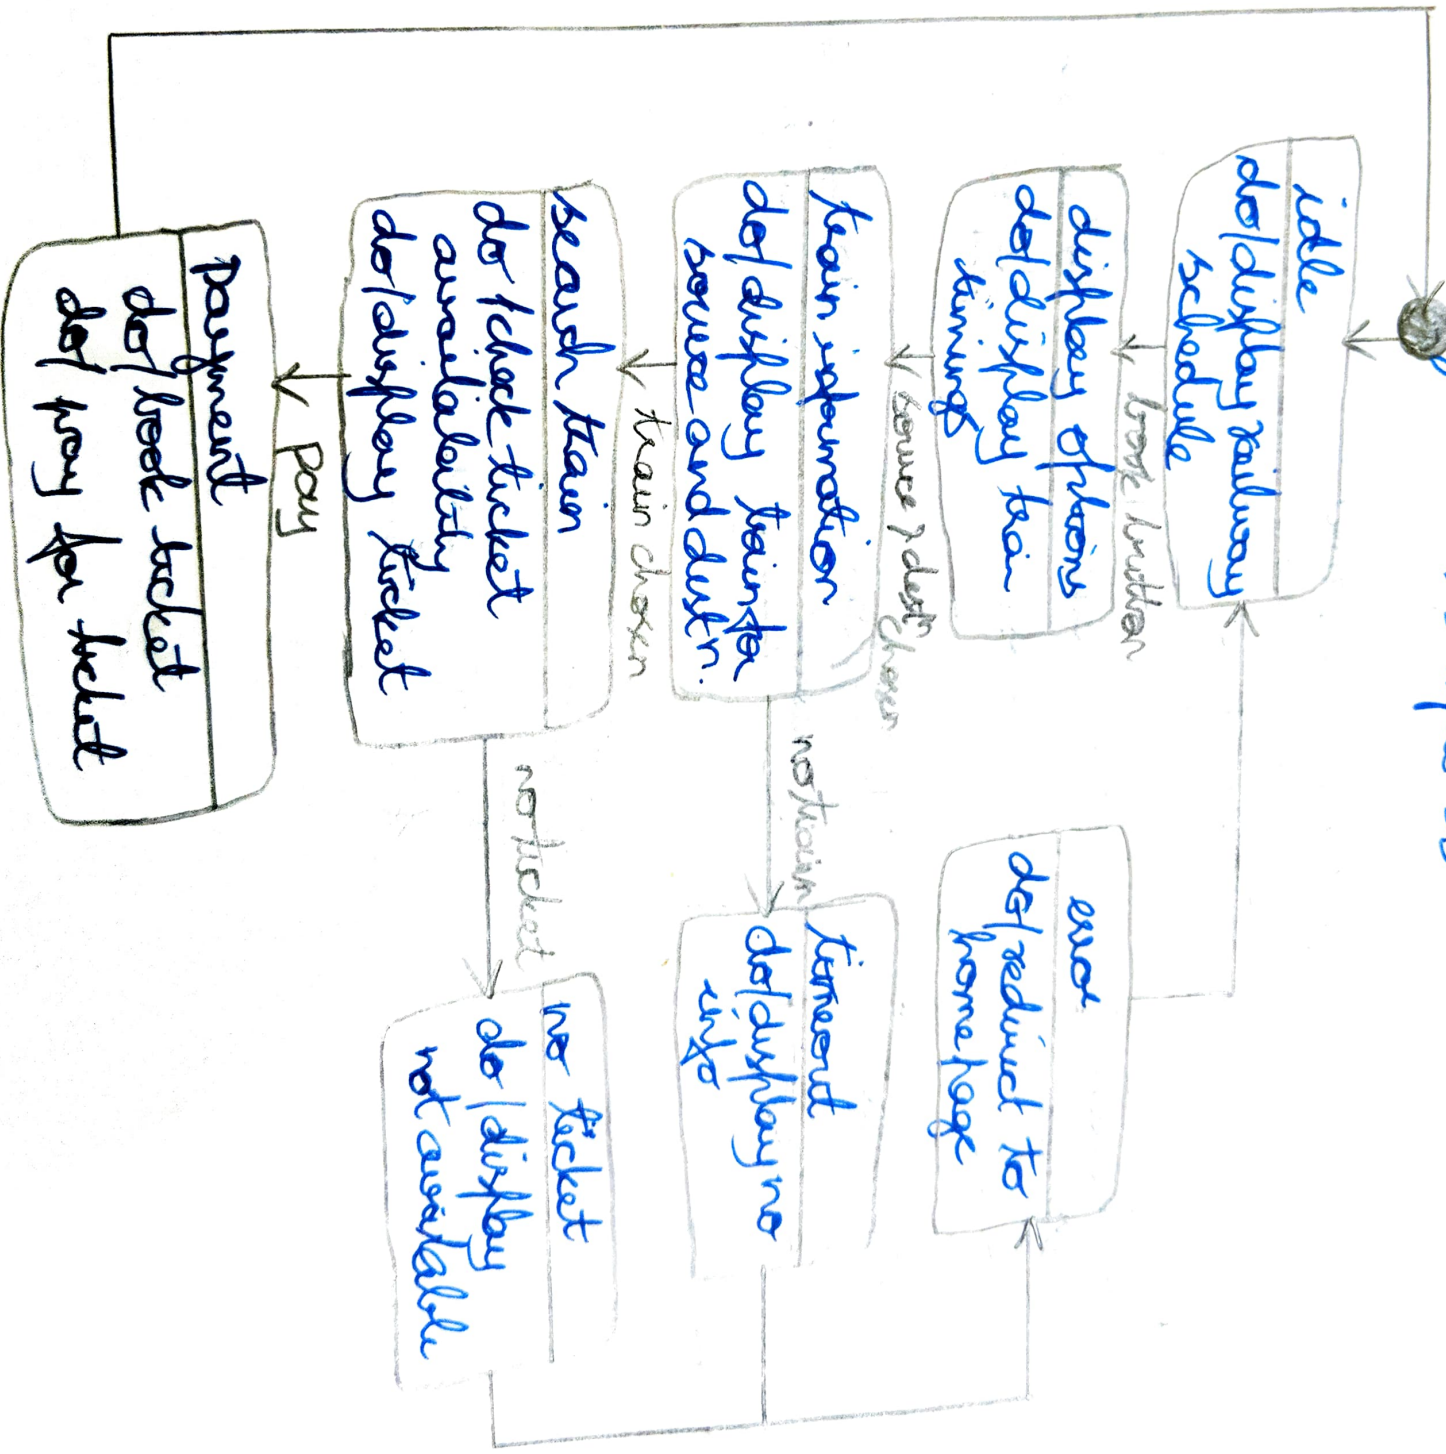 idle
do/display railway
schedule
book button
display options
do/display train
timings
source & destn
chosen
train information
do/display train for
source and destn.
no train
timeout
do/display no
info
error
do/redirect to
homepage
train chosen
search train
do/check ticket
availability
do/display ticket
no ticket
no ticket
do/display
not available
pay
payment
do/book ticket
do/pay for ticket